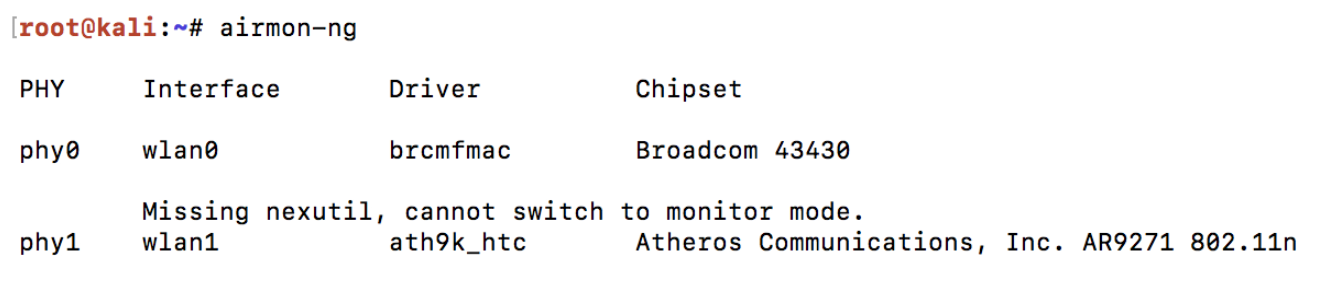 [root@kali:~# airmon-ng
PHY Interface Driver Chipset
phy0 wlan0 brcmfmac Broadcom 43430
Missing nexutil, cannot switch to monitor mode.
phy1 wlan1 ath9k_htc Atheros Communications, Inc. AR9271 802.11n